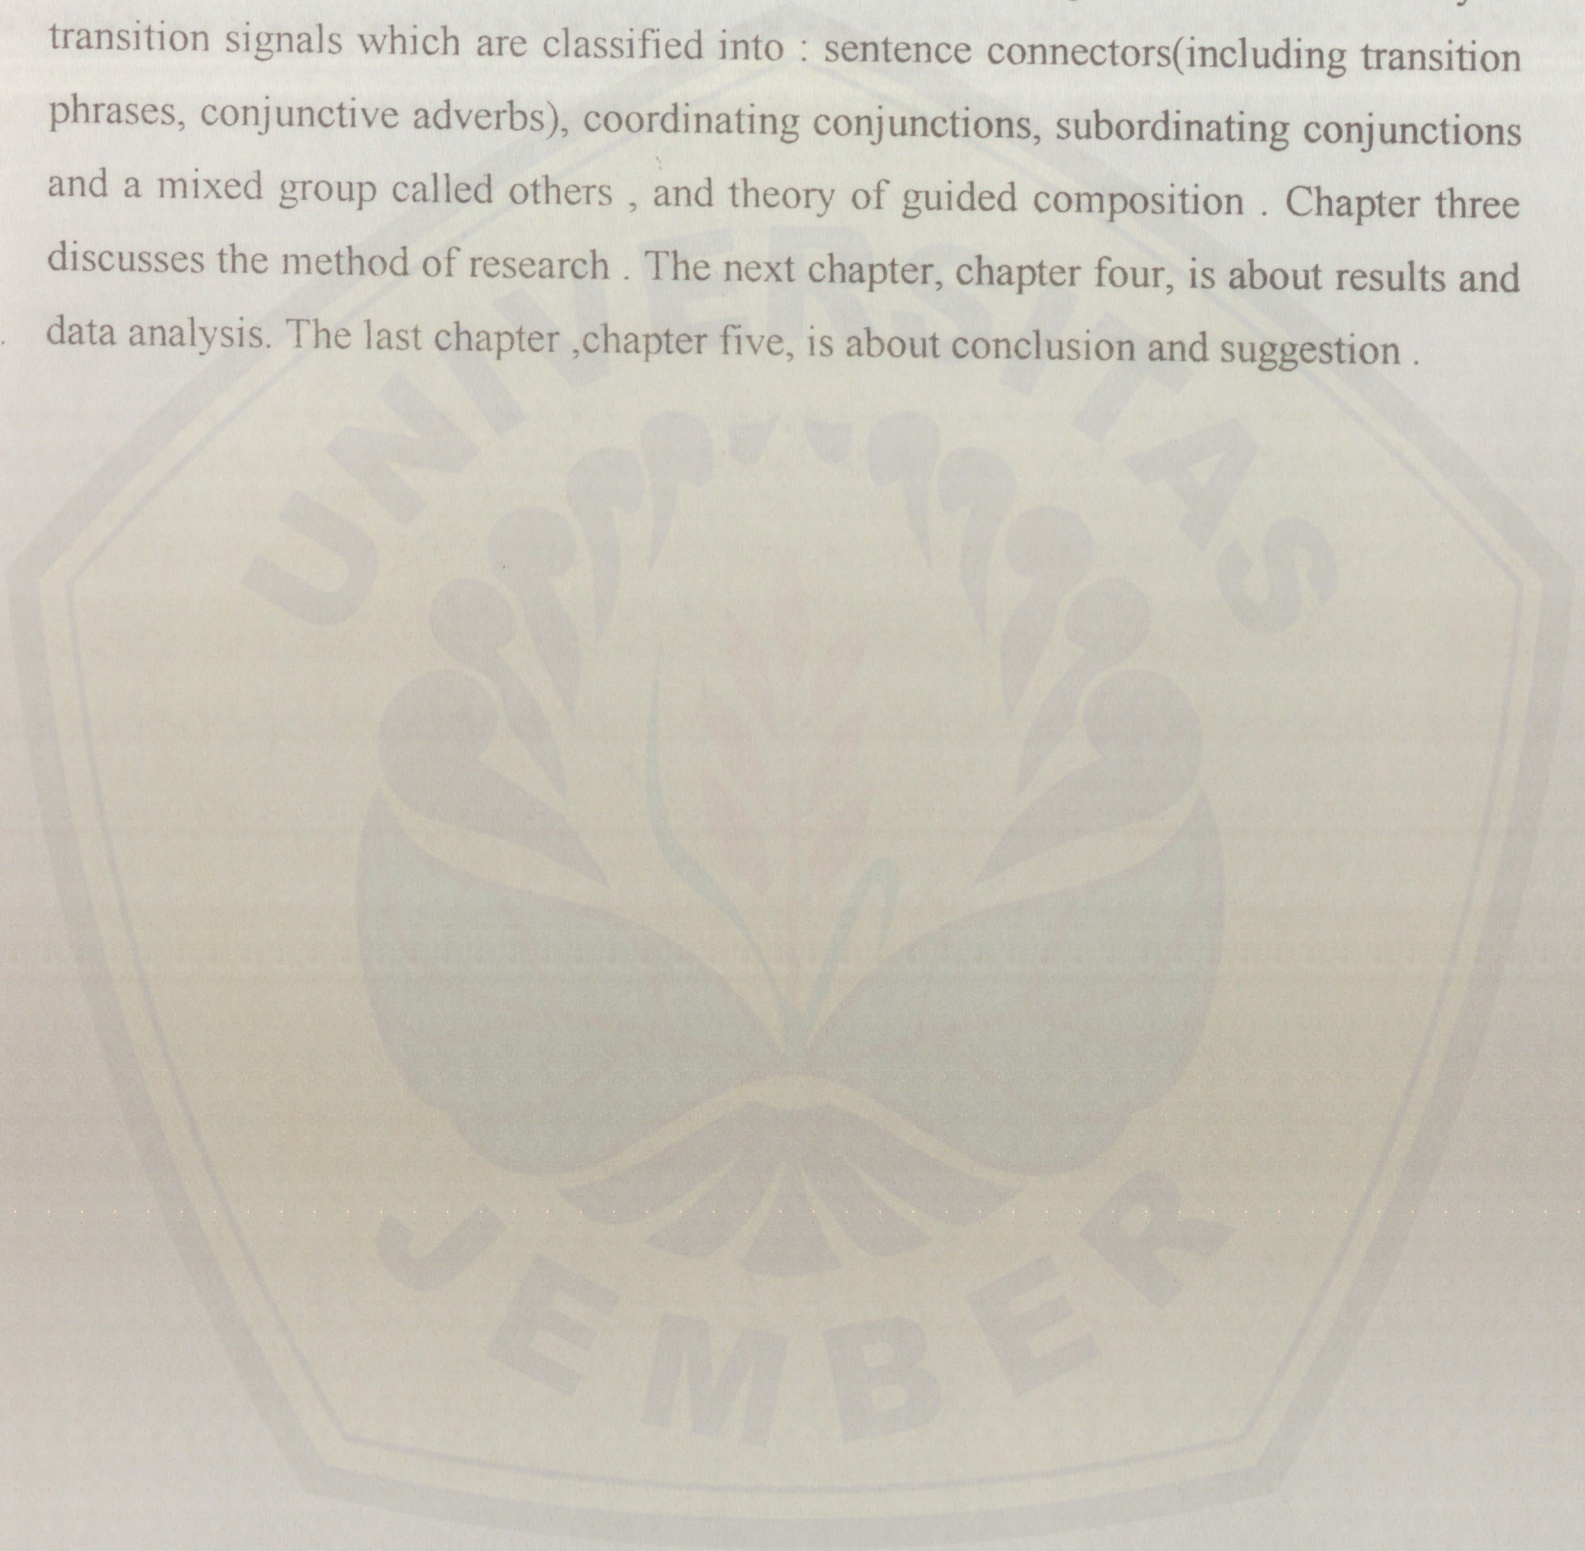 transition signals which are classified into : sentence connectors(including transition
phrases, conjunctive adverbs), coordinating conjunctions, subordinating conjunctions
and a mixed group called others , and theory of guided composition . Chapter three
discusses the method of research . The next chapter, chapter four, is about results and
data analysis. The last chapter ,chapter five, is about conclusion and suggestion .
UNIVERSITAS
JEMBER